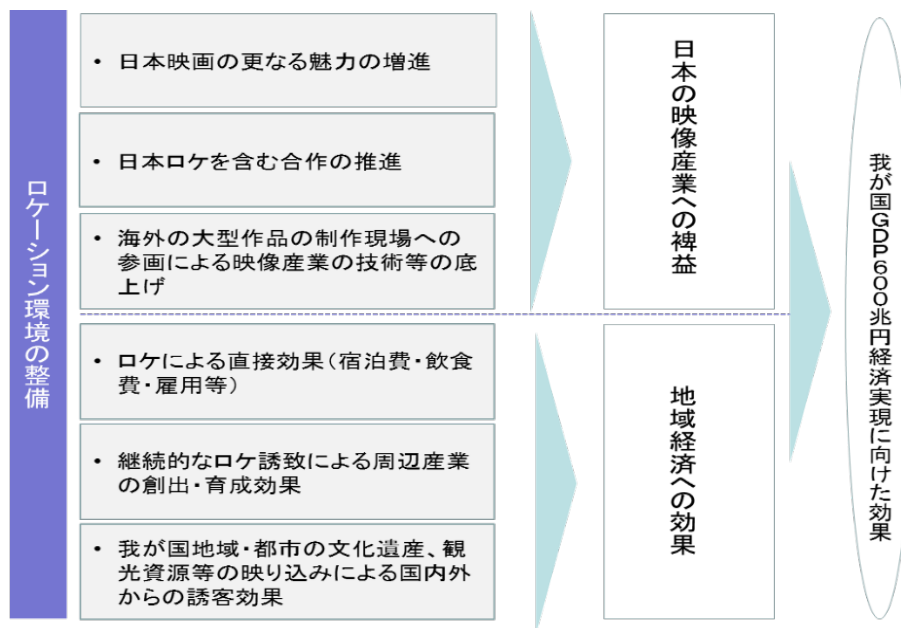 ロケーション環境の整備
• 日本映画の更なる魅力の増進
• 日本ロケを含む合作の推進
• 海外の大型作品の制作現場への
参画による映像産業の技術等の底
上げ
• ロケによる直接効果(宿泊費・飲食
費・雇用等)
• 継続的なロケ誘致による周辺産業
の創出・育成効果
• 我が国地域・都市の文化遺産、観
光資源等の映り込みによる国内外
からの誘客効果
日本の映像産業への裨益
地域経済への効果
我が国GDP600兆円経済実現に向けた効果